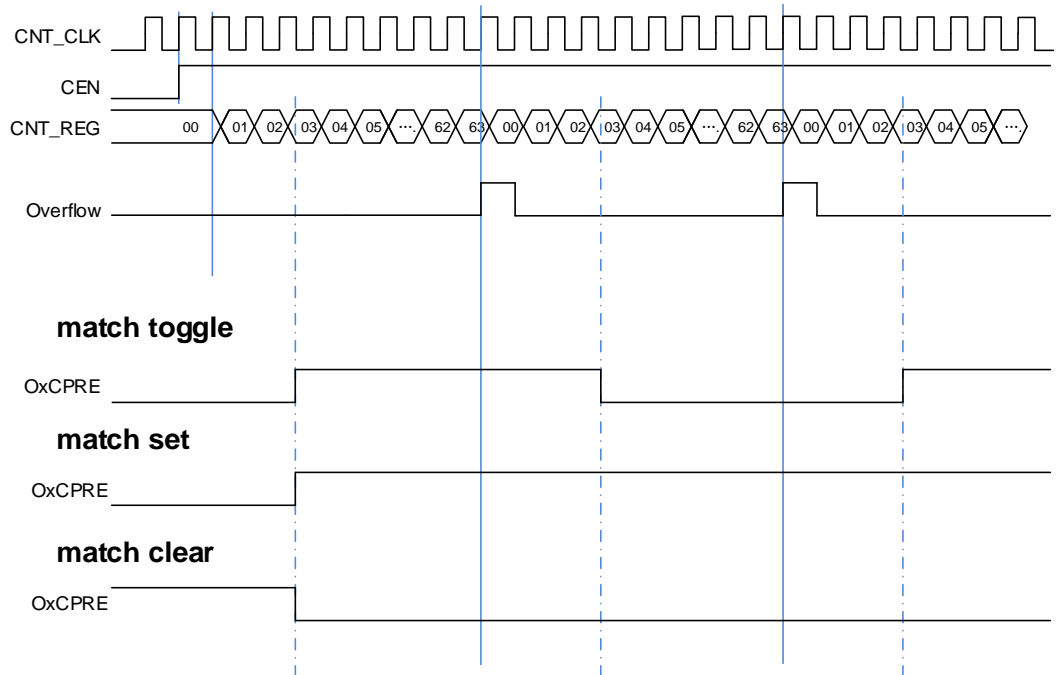 CNT_CLK
CEN
CNT_REG 00 01 02 03 04 05 …. 62 63 00 01 02 03 04 05 …. 62 63 00 01 02 03 04 05 ….
Overflow
match toggle
OxCPRE
match set
OxCPRE
match clear
OxCPRE